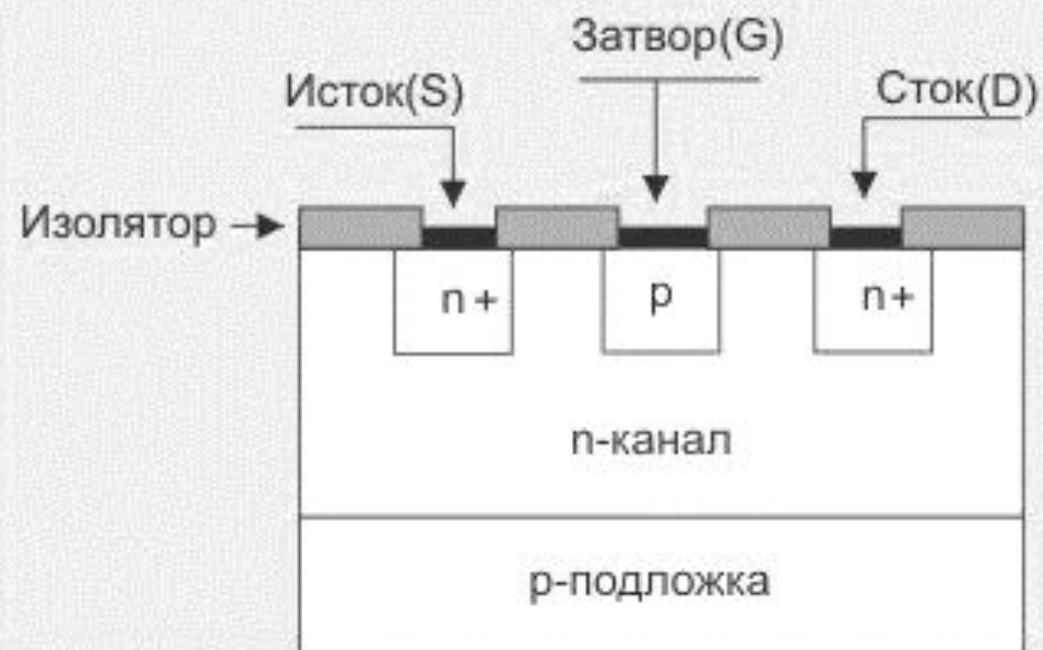 Затвор(G)
Исток(S)
Сток(D)
Изолятор
n+
p
n+
n-канал
p-подложка